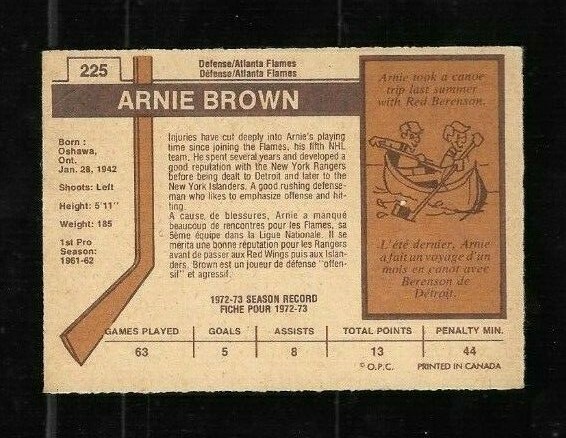 225
Defense/Atlanta Flames
Défense/Atlanta Flames
ARNIE BROWN
Born :
Oshawa,
Ont.
Jan. 28, 1942
Shoots: Left
Height: 5'11"
Weight: 185
1st Pro
Season:
1961-62
Injuries have cut deeply into Arnie's playing
time since joining the Flames, his fifth NHL
team. He spent several years and developed a
good reputation with the New York Rangers
before being dealt to Detroit and later to the
New York Islanders. A good rushing defense-
man who likes to emphasize offense and hit-
ting.
A cause de blessures, Arnie a manqué
beaucoup de rencontres pour les Flames, sa
5ème équipe dans la Ligue Nationale. Il se
mérita une bonne réputation pour les Rangers
avant de passer aux Red Wings puis aux Islan-
ders. Brown est un joueur de défense "offen-
sif" et agressif.
Arnie took a canoe
trip last summer
with Red Berenson.
L'été dernier, Arnie
a fait un voyage d'un
mois en canot avec
Berenson de
Détroit.
1972-73 SEASON RECORD
FICHE POUR 1972-73
GAMES PLAYED GOALS ASSISTS TOTAL POINTS PENALTY MIN.
63 5 8 13 44
© O.P.C. PRINTED IN CANADA